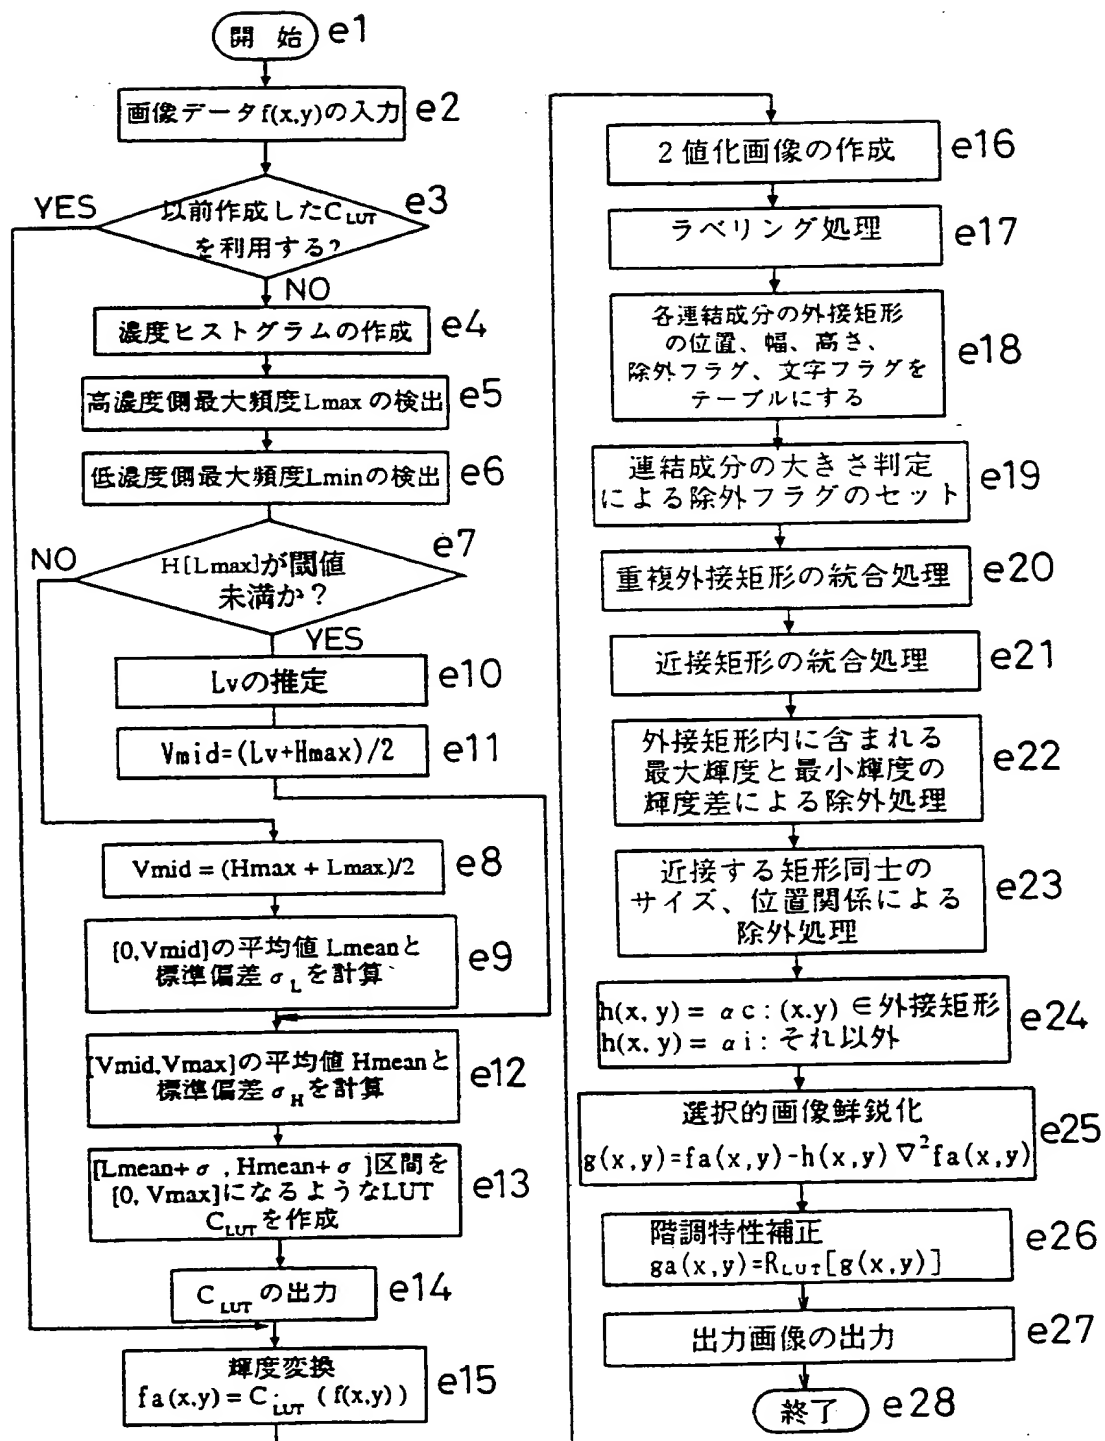 開始 e1
画像データf(x,y)の入力 e2
YES
以前作成したC_LUT e3
を利用する?
NO
濃度ヒストグラムの作成 e4
高濃度側最大頻度Lmaxの検出 e5
低濃度側最大頻度Lminの検出 e6
NO
H[Lmax]が閾値 e7
未満か?
YES
Lvの推定 e10
Vmid=(Lv+Hmax)/2 e11
Vmid = (Hmax + Lmax)/2 e8
[0,Vmid]の平均値 Lmeanと
標準偏差 σ_Lを計算 e9
[Vmid,Vmax]の平均値 Hmeanと
標準偏差 σ_Hを計算 e12
[Lmean+ σ , Hmean+ σ ]区間を
[0, Vmax]になるようなLUT e13
C_LUTを作成
C_LUT の出力 e14
輝度変換
fa(x,y) = C_LUT ( f(x,y)) e15
2値化画像の作成 e16
ラベリング処理 e17
各連結成分の外接矩形
の位置、幅、高さ、 e18
除外フラグ、文字フラグを
テーブルにする
連結成分の大きさ判定 e19
による除外フラグのセット
重複外接矩形の統合処理 e20
近接矩形の統合処理 e21
外接矩形内に含まれる
最大輝度と最小輝度の e22
輝度差による除外処理
近接する矩形同士の
サイズ、位置関係による e23
除外処理
h(x, y) = αc : (x.y) ∈ 外接矩形 e24
h(x, y) = αi : それ以外
選択的画像鮮鋭化 e25
g(x,y)=fa(x,y)-h(x,y)∇²fa(x,y)
階調特性補正 e26
ga(x,y)=R_LUT[g(x,y)]
出力画像の出力 e27
終了 e28